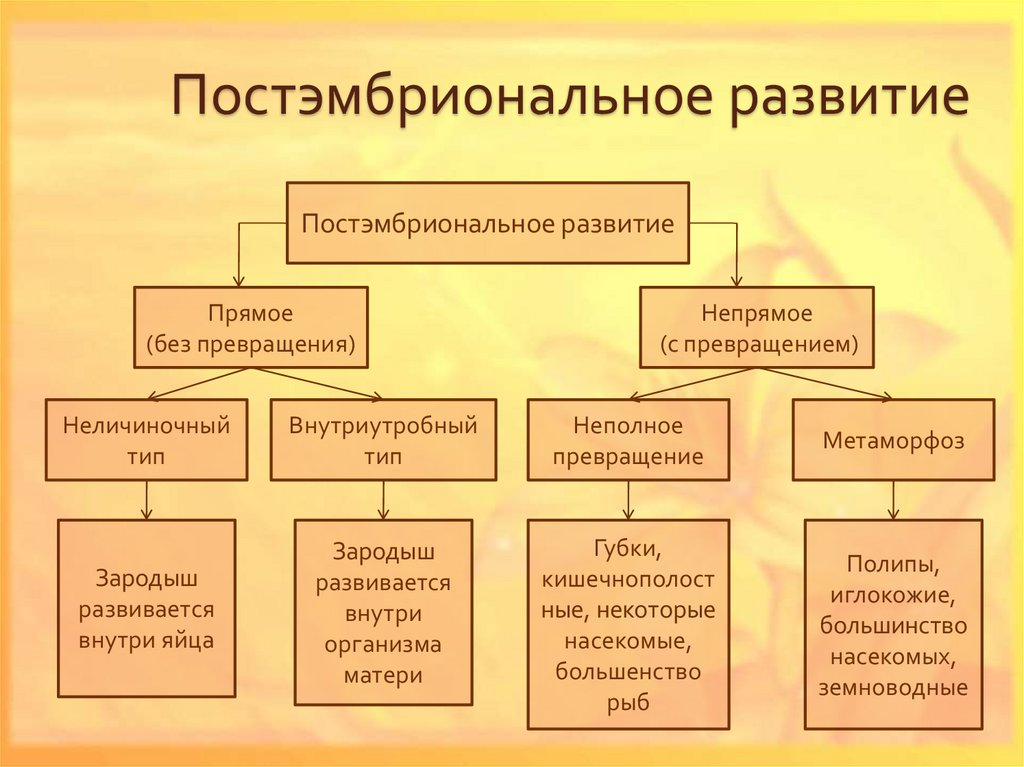 Постэмбриональное развитие
Постэмбриональное развитие
Прямое
(без превращения)
Непрямое
(с превращением)
Неличиночный
тип
Внутриутробный
тип
Неполное
превращение
Метаморфоз
Зародыш
развивается
внутри яйца
Зародыш
развивается
внутри
организма
матери
Губки,
кишечнополост
ные, некоторые
насекомые,
большенство
рыб
Полипы,
иглокожие,
большинство
насекомых,
земноводные